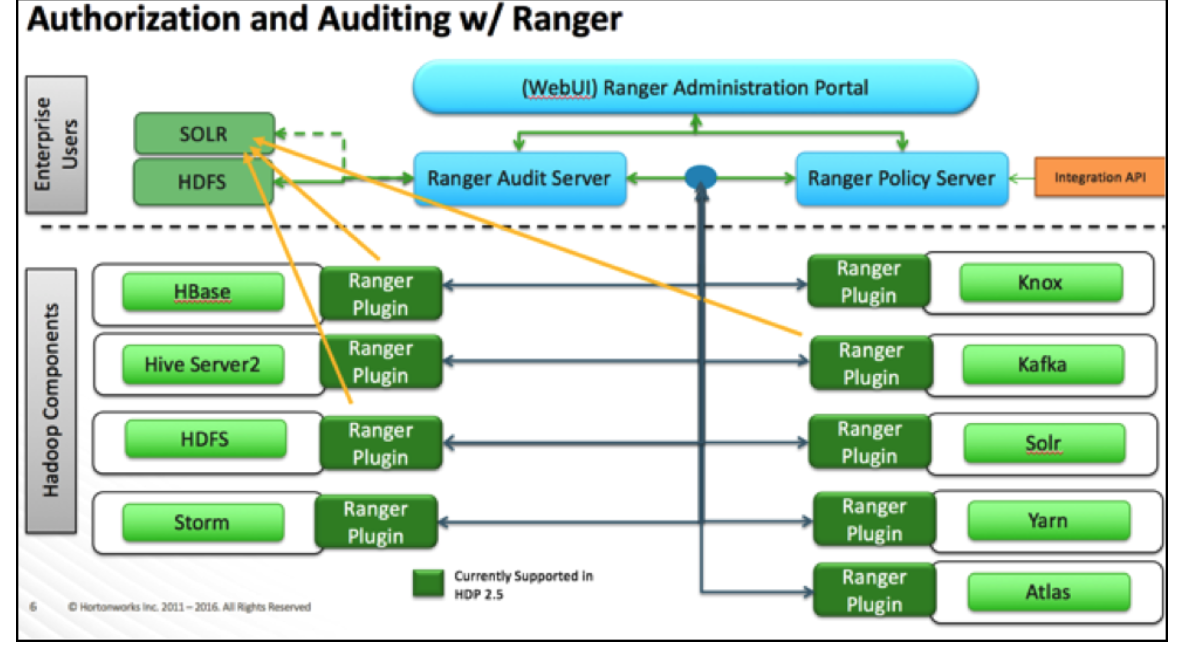 Authorization and Auditing w/ Ranger
Enterprise
Users
(WebUI) Ranger Administration Portal
SOLR
HDFS
Ranger Audit Server
Ranger Policy Server
Integration API
Hadoop Components
HBase
Ranger
Plugin
Ranger
Plugin
Knox
Hive Server2
Ranger
Plugin
Ranger
Plugin
Kafka
HDFS
Ranger
Plugin
Ranger
Plugin
Solr
Storm
Ranger
Plugin
Ranger
Plugin
Yarn
Ranger
Plugin
Atlas
Currently Supported in
HDP 2.5
6 © Hortonworks Inc. 2011 – 2016. All Rights Reserved